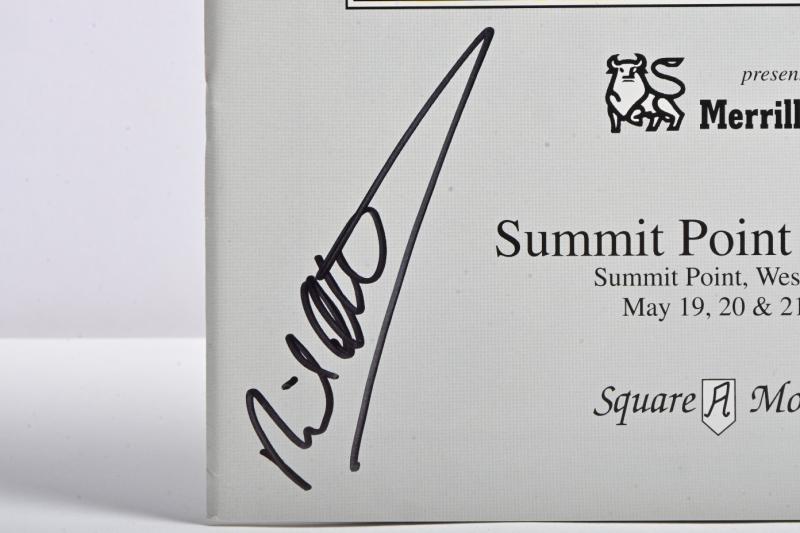 presen
Merrill
Summit Point
Summit Point, Wes
May 19, 20 & 21
Square A Mo